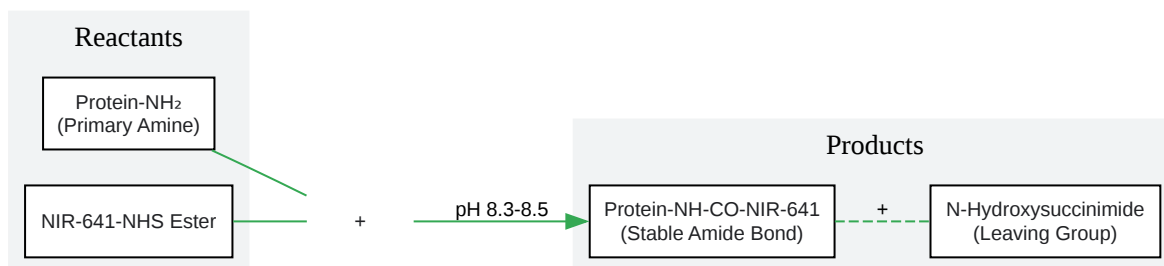 Reactants
Protein-NH₂
(Primary Amine)
NIR-641-NHS Ester
+
pH 8.3-8.5
Products
Protein-NH-CO-NIR-641
(Stable Amide Bond)
+
N-Hydroxysuccinimide
(Leaving Group)